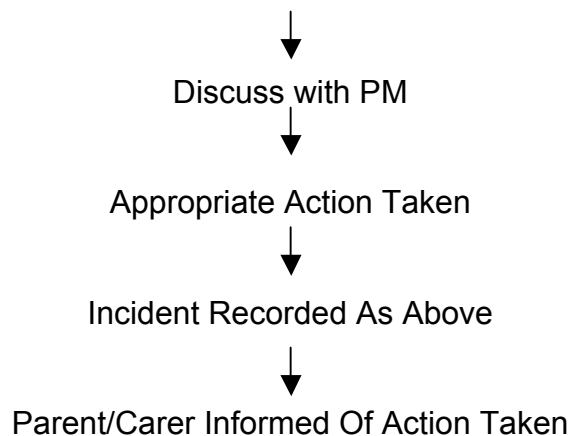 Discuss with PM
Appropriate Action Taken
Incident Recorded As Above
Parent/Carer Informed Of Action Taken